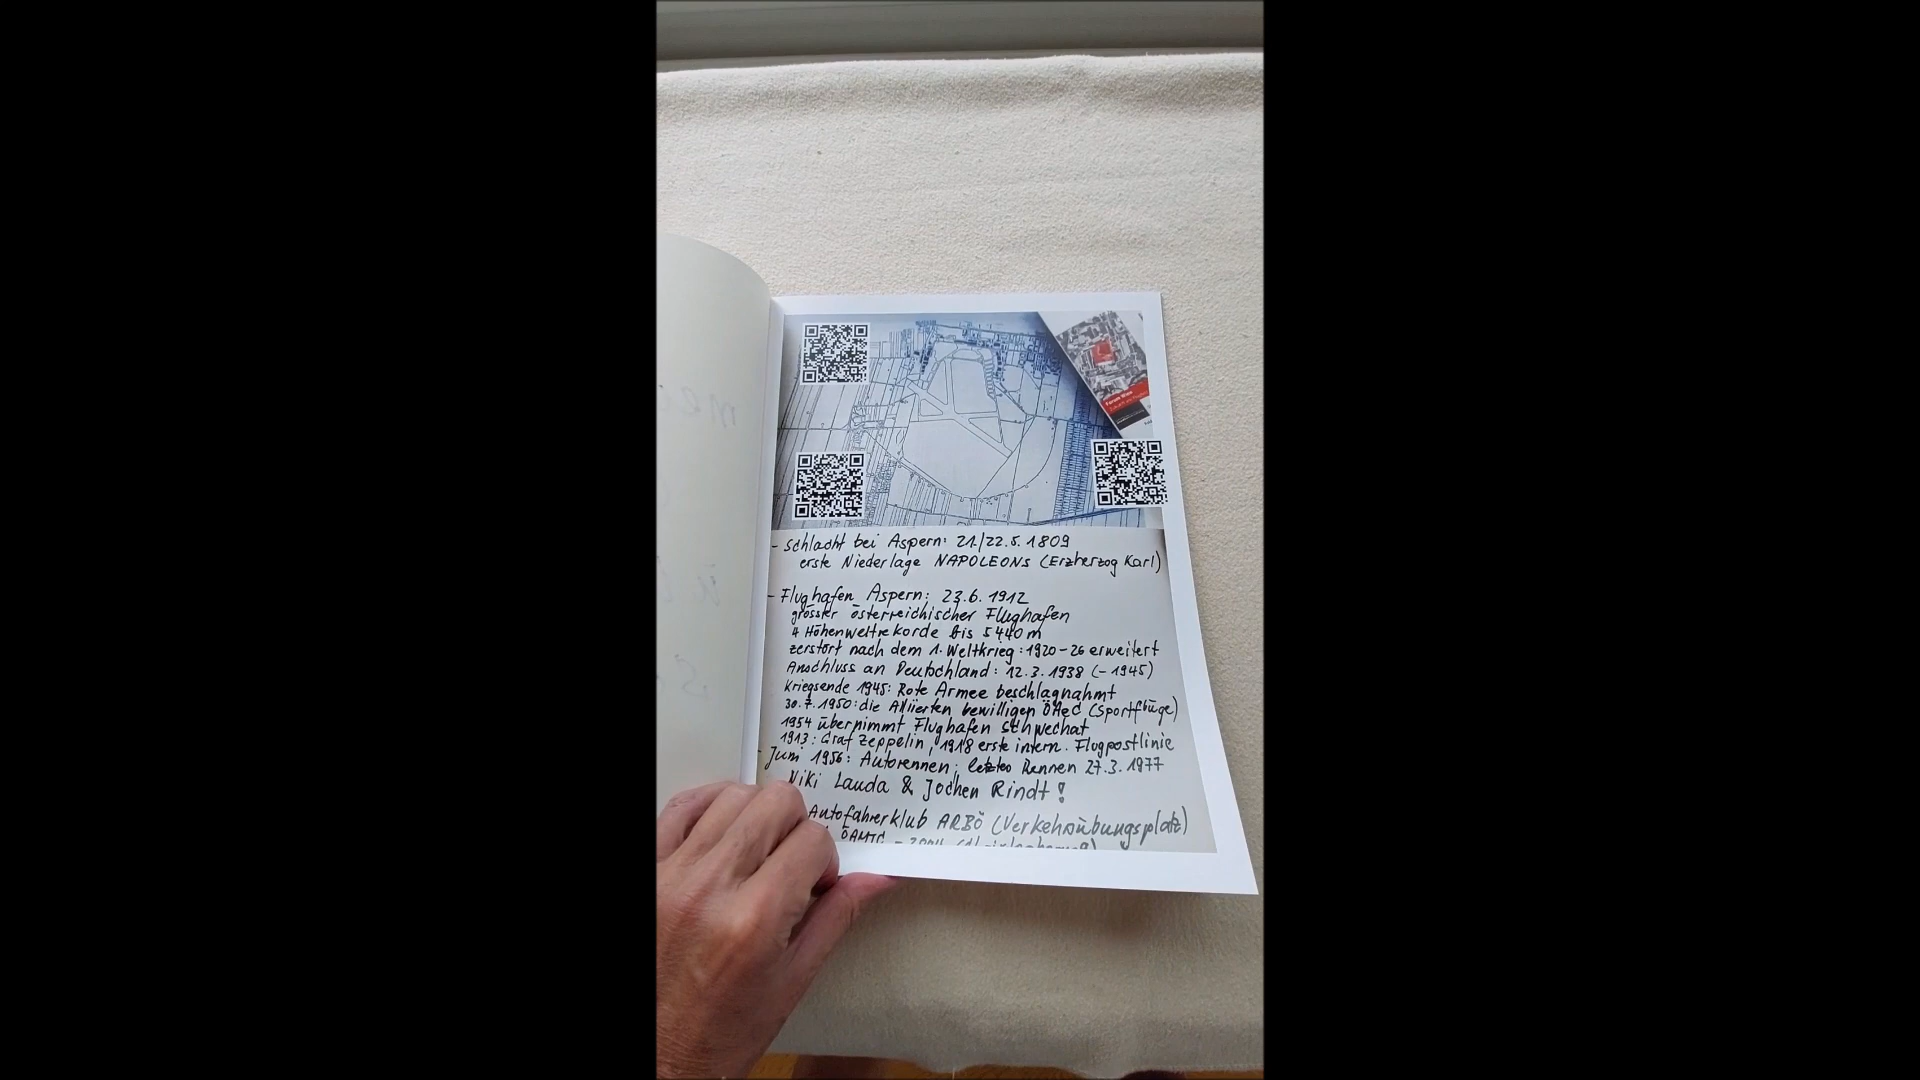 Forum Wien
- Schlacht bei Aspern: 21./22.5.1809
erste Niederlage NAPOLEONs (Erzherzog Karl)
- Flughafen Aspern: 23.6.1912
grösster österreichischer Flughafen
4 Höhenweltrekorde bis 5440 m
zerstört nach dem 1. Weltkrieg: 1920-26 erweitert
Anschluss an Deutschland: 12.3.1938 (-1945)
Kriegsende 1945: Rote Armee beschlagnahmt
30.7.1950: die Alliierten bewilligen ÖAeC (Sportflüge)
1954 übernimmt Flughafen Schwechat
1913: Graf Zeppelin, 1918 erste intern. Flugpostlinie
- Juni 1956: Autorennen; letztes Rennen 27.3.1977
Niki Lauda & Jochen Rindt!
Autofahrerklub ARBÖ (Verkehrsübungsplatz)
ÖAMTC